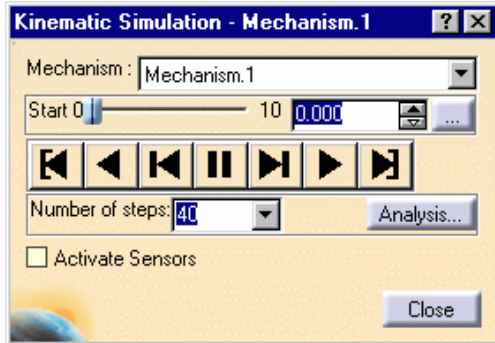 Kinematic Simulation - Mechanism.1 ? X
Mechanism : Mechanism.1
Start 0 10 0.000 ...
Number of steps: 40 Analysis...
Activate Sensors
Close